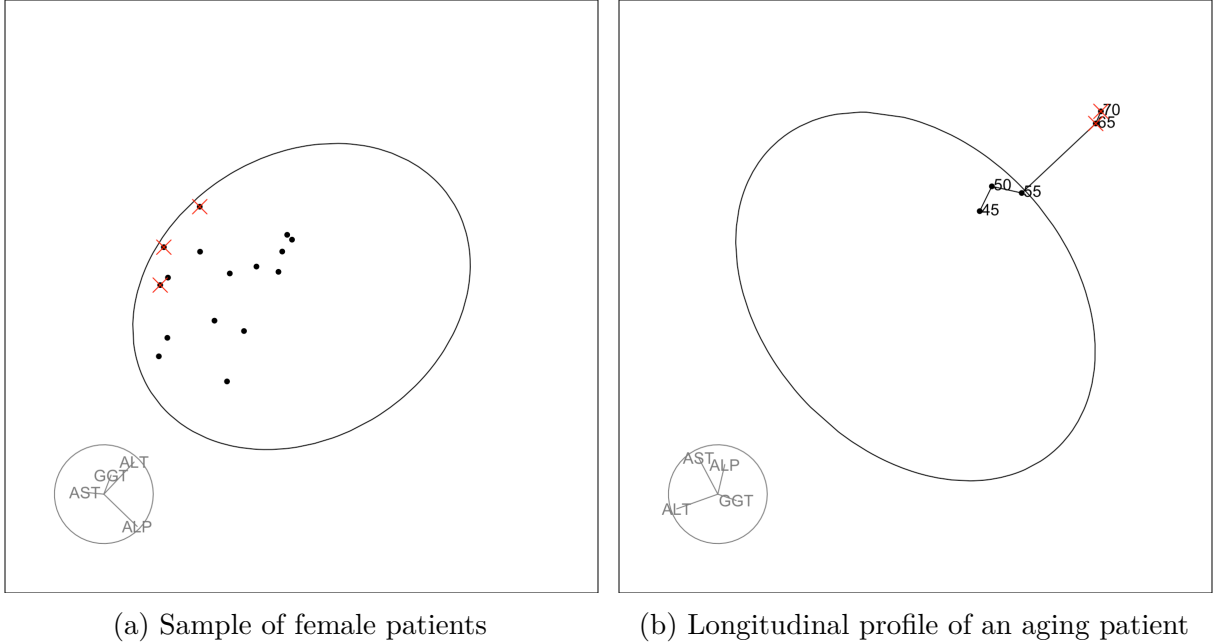 70
65
50
55
45
ALT
GGT
AST
ALP
AST
ALP
GGT
ALT
(a) Sample of female patients
(b) Longitudinal profile of an aging patient